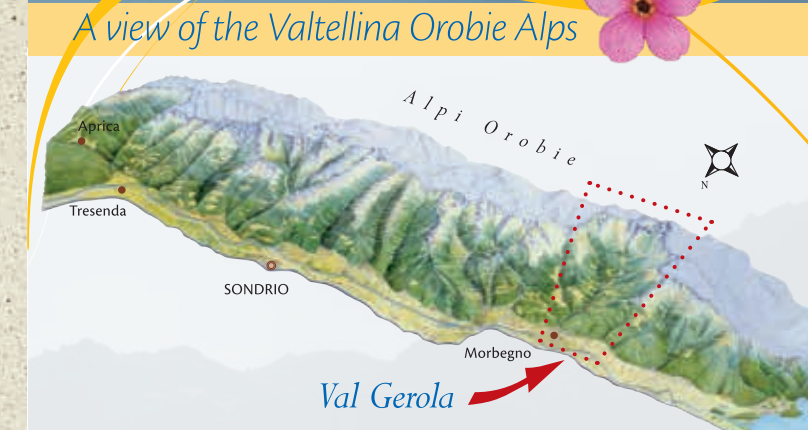 A view of the Valtellina Orobie Alps
Alpi Orobie
Aprica
N
Tresenda
SONDRIO
Morbegno
Val Gerola